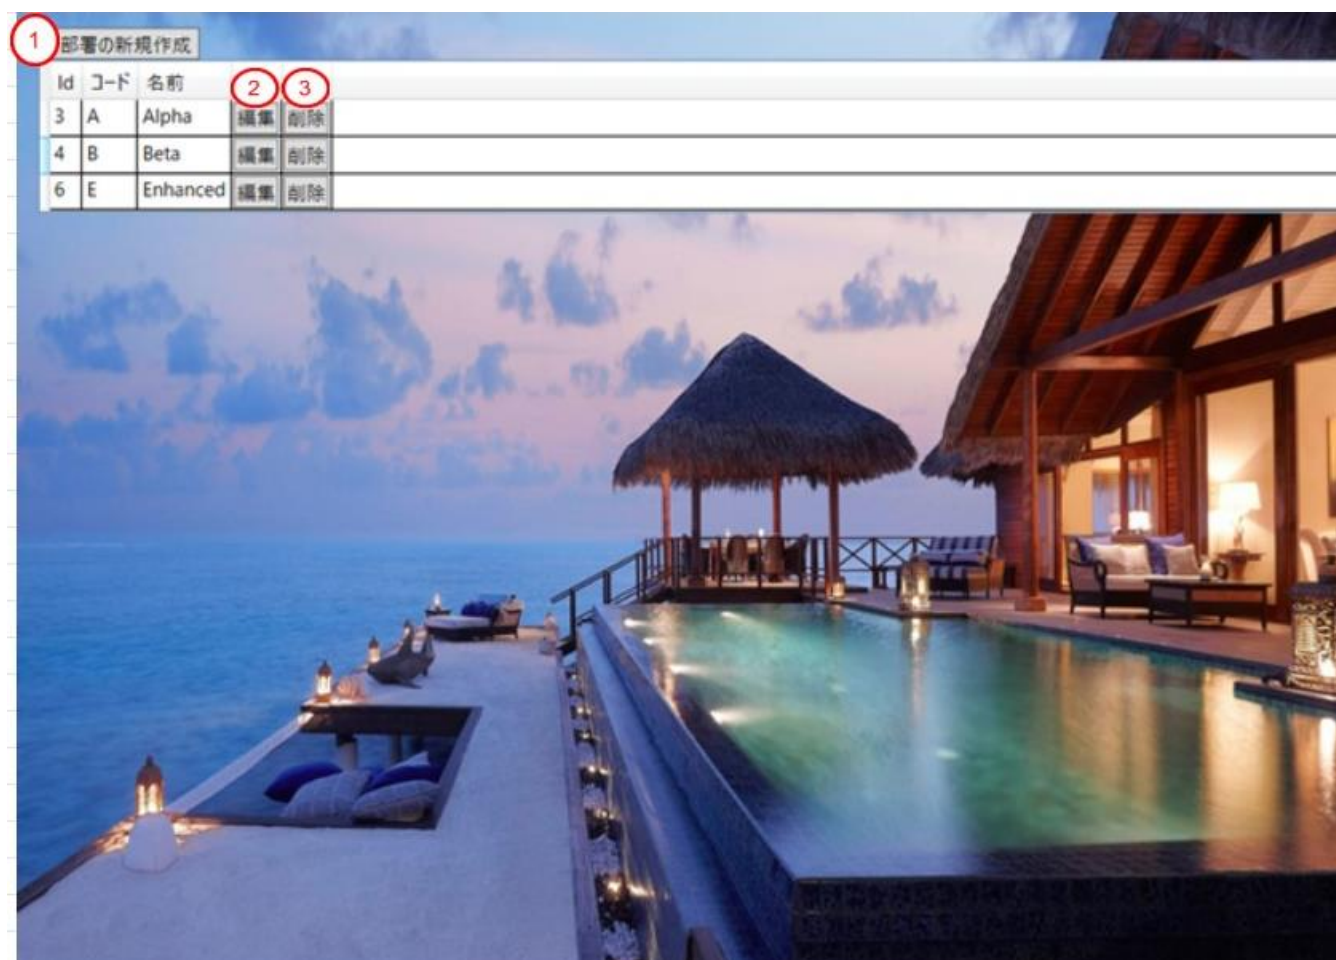 1 部署の新規作成
Id コード 名前 2 3
3 A Alpha 編集 削除
4 B Beta 編集 削除
6 E Enhanced 編集 削除